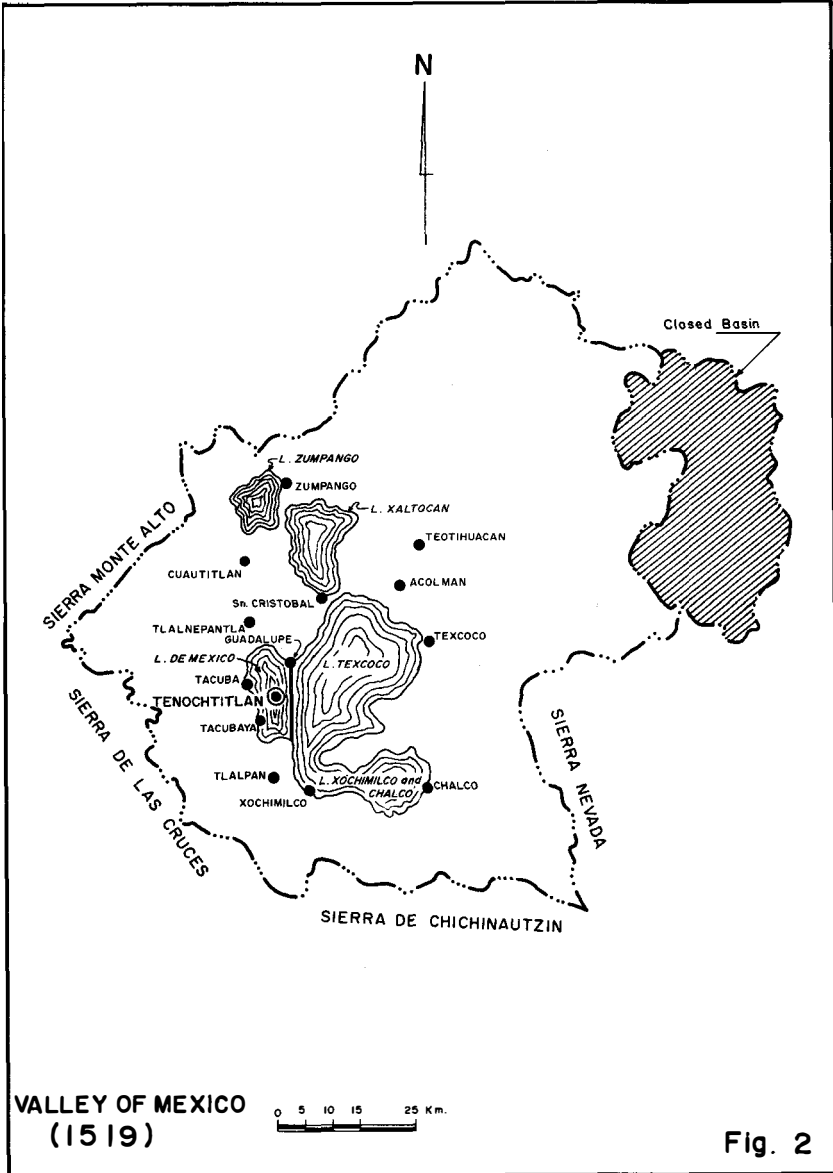 N
Closed Basin
L. ZUMPANGO
ZUMPANGO
L. XALTOCAN
TEOTIHUACAN
SIERRA MONTE ALTO
CUAUTITLAN
ACOLMAN
Sn. CRISTOBAL
TLALNEPANTLA
GUADALUPE
TEXCOCO
L. DE MEXICO
L. TEXCOCO
TACUBA
TENOCHTITLAN
TACUBAYA
SIERRA DE LAS CRUCES
SIERRA NEVADA
TLALPAN
L. XOCHIMILCO and
CHALCO
CHALCO
XOCHIMILCO
SIERRA DE CHICHINAUTZIN
VALLEY OF MEXICO
(1519)
0 5 10 15 25 Km.
Fig. 2